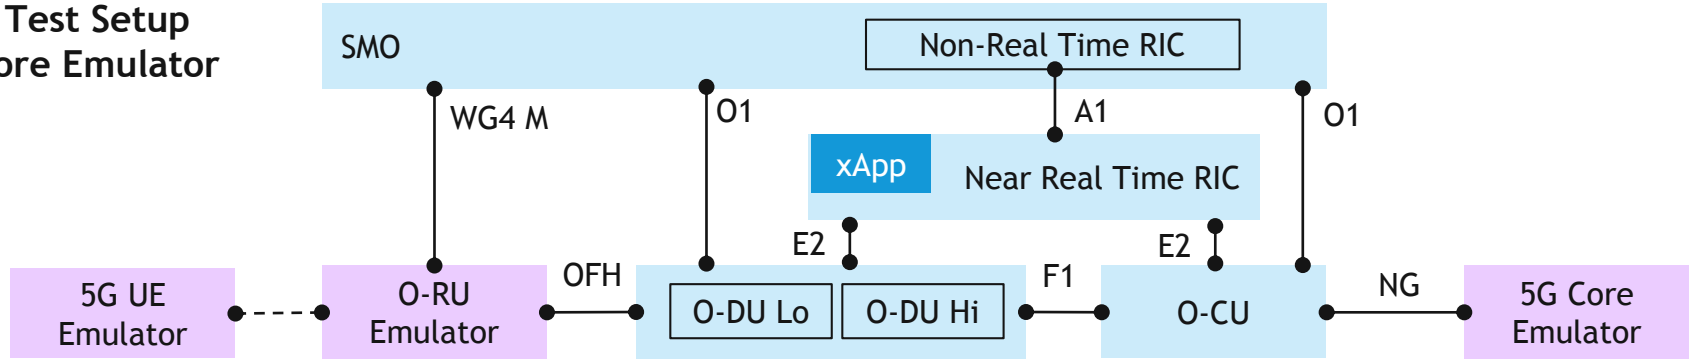 Test Setup
ore Emulator
SMO
Non-Real Time RIC
WG4 M
O1
A1
O1
xApp
Near Real Time RIC
E2
E2
5G UE
Emulator
O-RU
Emulator
OFH
O-DU Lo
O-DU Hi
F1
O-CU
NG
5G Core
Emulator